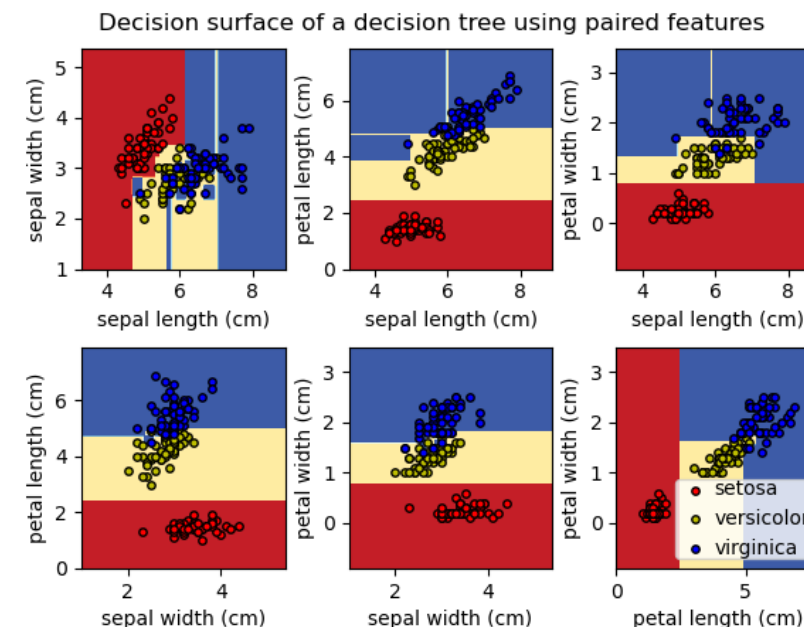 Decision surface of a decision tree using paired features
5
4
3
2
1
4 6 8
sepal width (cm)
sepal length (cm)
6
4
2
0
4 6 8
petal length (cm)
sepal length (cm)
3
2
1
0
4 6 8
petal width (cm)
sepal length (cm)
6
4
2
0
2 4
petal length (cm)
sepal width (cm)
3
2
1
0
2 4
petal width (cm)
sepal width (cm)
3
2
1
0
0 5
petal width (cm)
petal length (cm)
setosa
versicolor
virginica